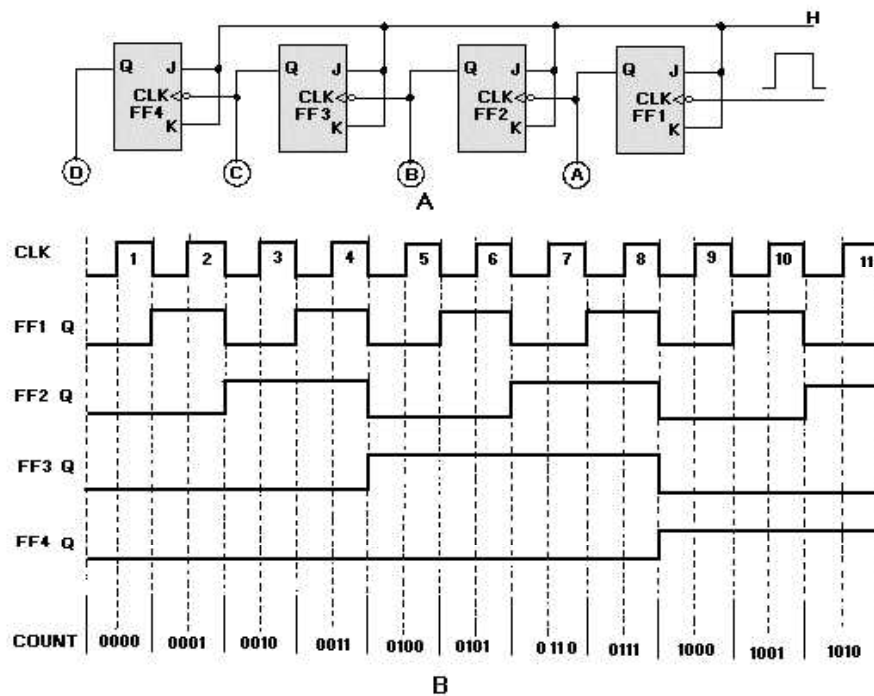 H
Q J Q J Q J Q J
CLK CLK CLK CLK
FF4 FF3 FF2 FF1
K K K K
D C B A
A
CLK 1 2 3 4 5 6 7 8 9 10 11
FF1 Q
FF2 Q
FF3 Q
FF4 Q
COUNT 0000 0001 0010 0011 0100 0101 0110 0111 1000 1001 1010
B